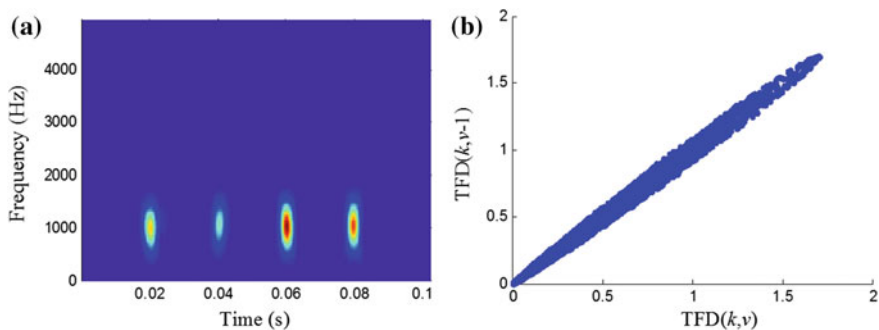 (a)
Frequency (Hz)
4000
3000
2000
1000
0
0.02 0.04 0.06 0.08 0.1
Time (s)
(b)
TFD(k,v-1)
2
1.5
1
0.5
0
0 0.5 1 1.5 2
TFD(k,v)